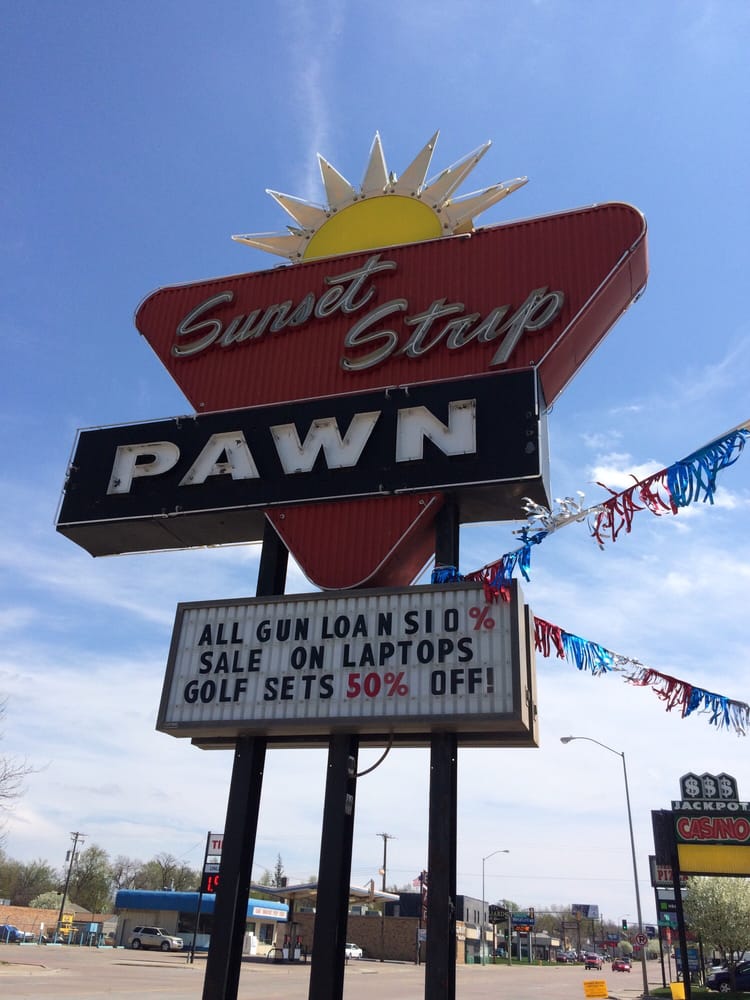 Sunset
Strip
PAWN
ALL GUN LOANS 10%
SALE ON LAPTOPS
GOLF SETS 50% OFF!
$$$
JACKPOT
CASINO